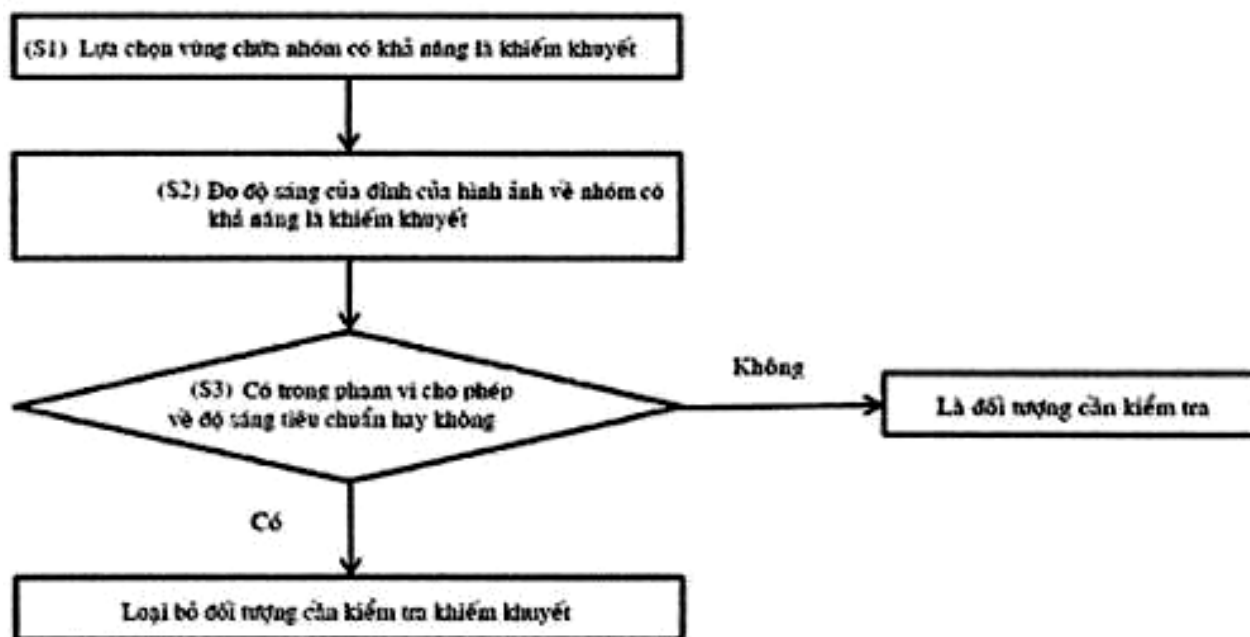 (S1) Lựa chọn vùng chứa nhóm có khả năng là khiếm khuyết
(S2) Đo độ sáng của đỉnh của hình ảnh về nhóm có
khả năng là khiếm khuyết
(S3) Có trong phạm vi cho phép
về độ sáng tiêu chuẩn hay không
Không
Là đối tượng cần kiểm tra
Có
Loại bỏ đối tượng cần kiểm tra khiếm khuyết